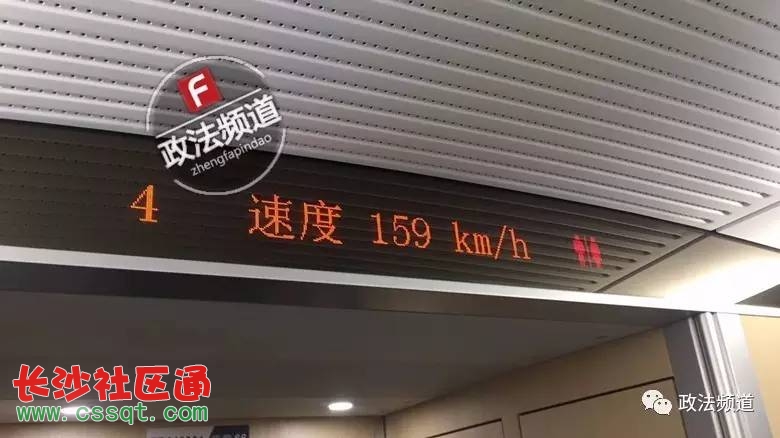 F
政法频道
zhengfapindao
4 速度 159 km/h
长沙社区通
www.cssqt.com
政法频道